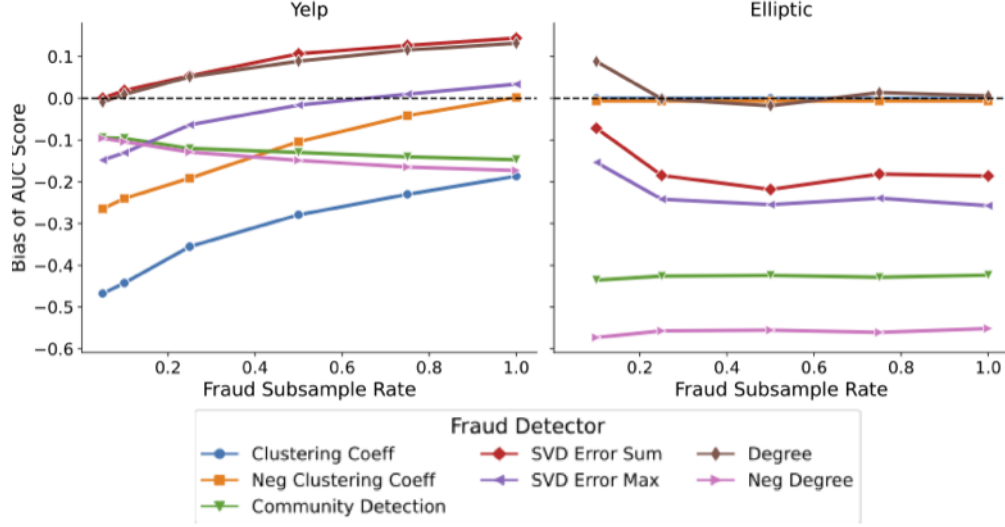 Yelp
Elliptic
Bias of AUC Score
0.1
0.0
−0.1
−0.2
−0.3
−0.4
−0.5
−0.6
0.2 0.4 0.6 0.8 1.0
0.2 0.4 0.6 0.8 1.0
Fraud Subsample Rate
Fraud Subsample Rate
Fraud Detector
Clustering Coeff
Neg Clustering Coeff
Community Detection
SVD Error Sum
SVD Error Max
Degree
Neg Degree